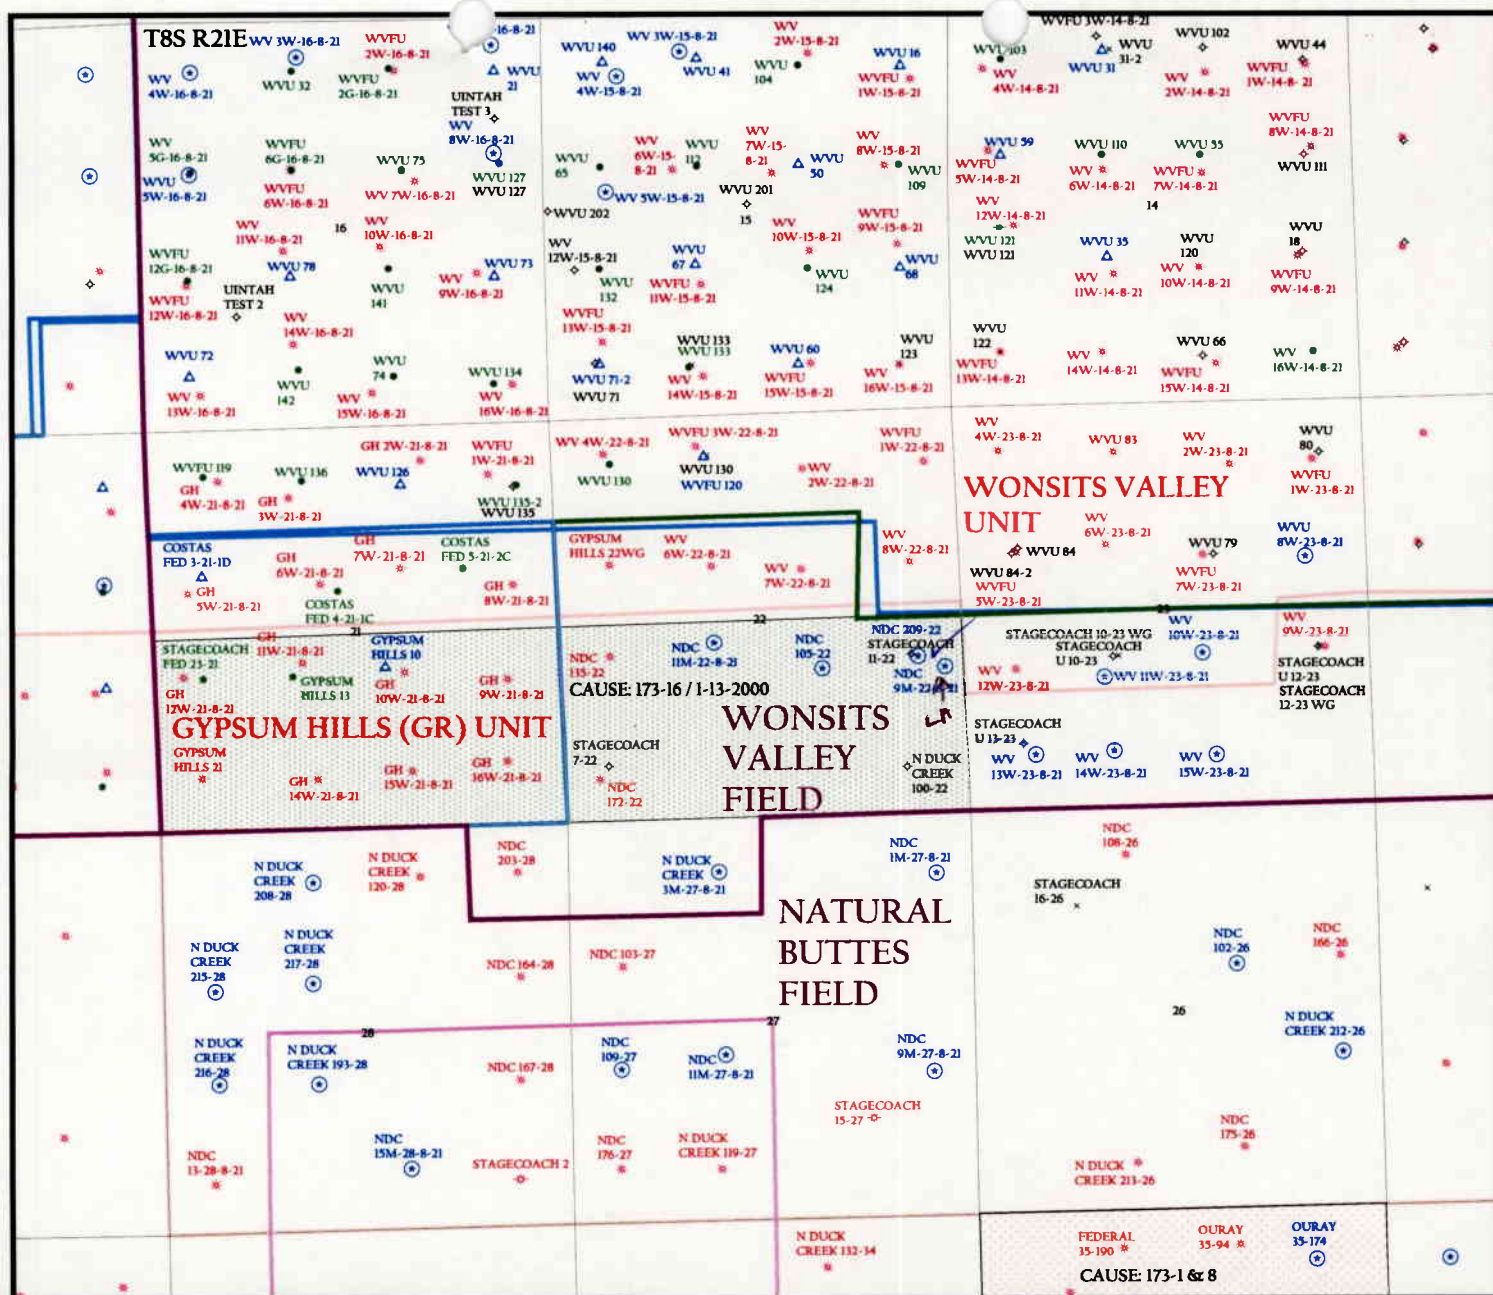 T8S R21E
WV 3W-16-8-21
WVFU
2W-16-8-21
16-8-21
WV
4W-16-8-21
WVU 32
WVFU
2G-16-8-21
WVU
21
UINTAH
TEST 3
WV
8W-16-8-21
WV
5G-16-8-21
WVU
5W-16-8-21
WVFU
6G-16-8-21
WVFU
6W-16-8-21
WVU 75
WV 7W-16-8-21
WVU 127
WVU 127
16
WV
11W-16-8-21
WV
10W-16-8-21
WVFU
12G-16-8-21
WVFU
12W-16-8-21
WVU 78
UINTAH
TEST 2
WVU
141
WV
9W-16-8-21
WVU 73
WV
14W-16-8-21
WVU 72
WV
13W-16-8-21
WVU
142
WVU
74
WV
15W-16-8-21
WVU 134
WV
16W-16-8-21
WVU 140
WV
4W-15-8-21
WV 3W-15-8-21
WVU 41
WV
2W-15-8-21
WVU
104
WVU 16
WVFU
1W-15-8-21
WVU
65
WV
6W-15-
8-21
WVU
112
WV
7W-15-
8-21
WVU
50
WV
8W-15-8-21
WVU
109
WV 5W-15-8-21
WVU 201
15
WVU 202
WV
12W-15-8-21
WVU
132
WVU
67
WVFU
11W-15-8-21
WV
10W-15-8-21
WVU
124
WVFU
9W-15-8-21
WVU
68
WVFU
13W-15-8-21
WVU 71-2
WVU 71
WVU 133
WVU 133
WV
14W-15-8-21
WVU 60
WVFU
15W-15-8-21
WVU
123
WV
16W-15-8-21
WVU 103
WV
4W-14-8-21
WVFU 3W-14-8-21
WVU
31-2
WVU 31
WVU 102
WV
2W-14-8-21
WVU 44
WVFU
1W-14-8-21
WVU 59
WVFU
5W-14-8-21
WVU 110
WV
6W-14-8-21
WVU 55
WVFU
7W-14-8-21
WVFU
8W-14-8-21
WVU 111
14
WV
12W-14-8-21
WVU 121
WVU 121
WVU 35
WV
11W-14-8-21
WVU
120
WV
10W-14-8-21
WVU
18
WVFU
9W-14-8-21
WVU
122
WVFU
13W-14-8-21
WV
14W-14-8-21
WVU 66
WVFU
15W-14-8-21
WV
16W-14-8-21
WVFU 119
GH
4W-21-8-21
WVU 136
GH
3W-21-8-21
GH 2W-21-8-21
WVU 126
WVFU
1W-21-8-21
WVU 135-2
WVU 135
WV 4W-22-8-21
WVU 130
WVFU 3W-22-8-21
WVU 130
WVFU 120
WV
2W-22-8-21
WVFU
1W-22-8-21
WV
4W-23-8-21
WVU 83
WV
2W-23-8-21
WVU
80
WVFU
1W-23-8-21
WONSITS VALLEY
UNIT
COSTAS
FED 3-21-1D
GH
5W-21-8-21
GH
6W-21-8-21
COSTAS
FED 4-21-1C
GH
7W-21-8-21
COSTAS
FED 5-21-2C
GH
8W-21-8-21
21
GYPSUM
HILLS 22WG
WV
6W-22-8-21
WV
7W-22-8-21
WV
8W-22-8-21
22
WVU 84
WVU 84-2
WVFU
5W-23-8-21
WV
6W-23-8-21
WVU 79
WVFU
7W-23-8-21
WVU
8W-23-8-21
23
STAGECOACH
FED 23-21
GH
12W-21-8-21
GH
11W-21-8-21
GYPSUM
HILLS 13
GYPSUM
HILLS 10
GH
10W-21-8-21
GH
9W-21-8-21
GYPSUM HILLS (GR) UNIT
GYPSUM
HILLS 21
GH
14W-21-8-21
GH
15W-21-8-21
GH
16W-21-8-21
NDC
135-22
NDC
11M-22-8-21
NDC
105-22
NDC 209-22
STAGECOACH
11-22
NDC
9M-22-8-21
CAUSE: 173-16 / 1-13-2000
WONSITS
VALLEY
FIELD
STAGECOACH
7-22
NDC
172-22
N DUCK
CREEK
100-22
STAGECOACH 10-23 WG
STAGECOACH
U 10-23
WV
10W-23-8-21
WV
9W-23-8-21
WV
12W-23-8-21
WV 11W-23-8-21
STAGECOACH
U 12-23
STAGECOACH
12-23 WG
STAGECOACH
U 13-23
WV
13W-23-8-21
WV
14W-23-8-21
WV
15W-23-8-21
N DUCK
CREEK
208-28
N DUCK
CREEK
120-28
NDC
203-28
N DUCK
CREEK
3M-27-8-21
NDC
1M-27-8-21
NDC
108-26
STAGECOACH
16-26
NATURAL
BUTTES
FIELD
N DUCK
CREEK
215-28
N DUCK
CREEK
217-28
NDC 164-28
NDC 103-27
NDC
102-26
NDC
166-26
28
27
26
N DUCK
CREEK
216-28
N DUCK
CREEK 193-28
NDC 167-28
NDC
109-27
NDC
11M-27-8-21
NDC
9M-27-8-21
N DUCK
CREEK 212-26
STAGECOACH
15-27
NDC
13-28-8-21
NDC
15M-28-8-21
STAGECOACH 2
NDC
176-27
N DUCK
CREEK 119-27
NDC
175-26
N DUCK
CREEK 213-26
N DUCK
CREEK 132-34
FEDERAL
35-190
OURAY
35-94
OURAY
35-174
CAUSE: 173-1 & 8